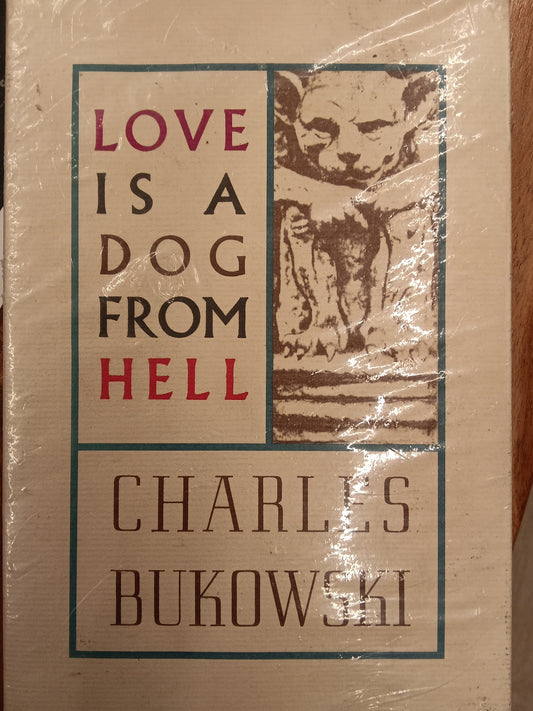 LOVE
IS A
DOG
FROM
HELL
CHARLES
BUKOWSKI